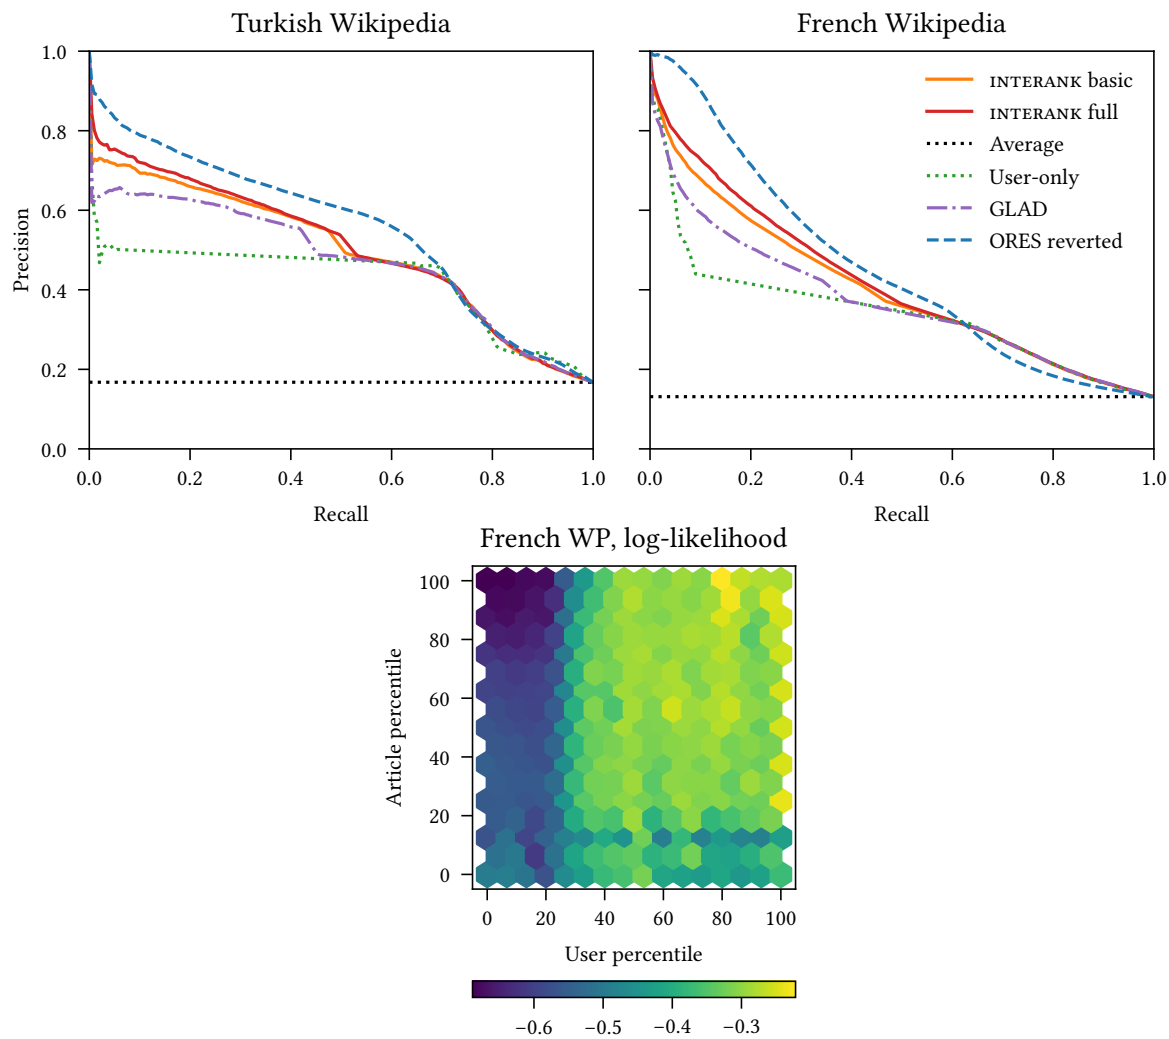 Turkish Wikipedia
French Wikipedia
1.0
0.8
0.6
0.4
0.2
0.0
Precision
0.0 0.2 0.4 0.6 0.8 1.0
Recall
INTERANK basic
INTERANK full
Average
User-only
GLAD
ORES reverted
0.0 0.2 0.4 0.6 0.8 1.0
Recall
French WP, log-likelihood
100
80
60
40
20
0
Article percentile
0 20 40 60 80 100
User percentile
−0.6 −0.5 −0.4 −0.3